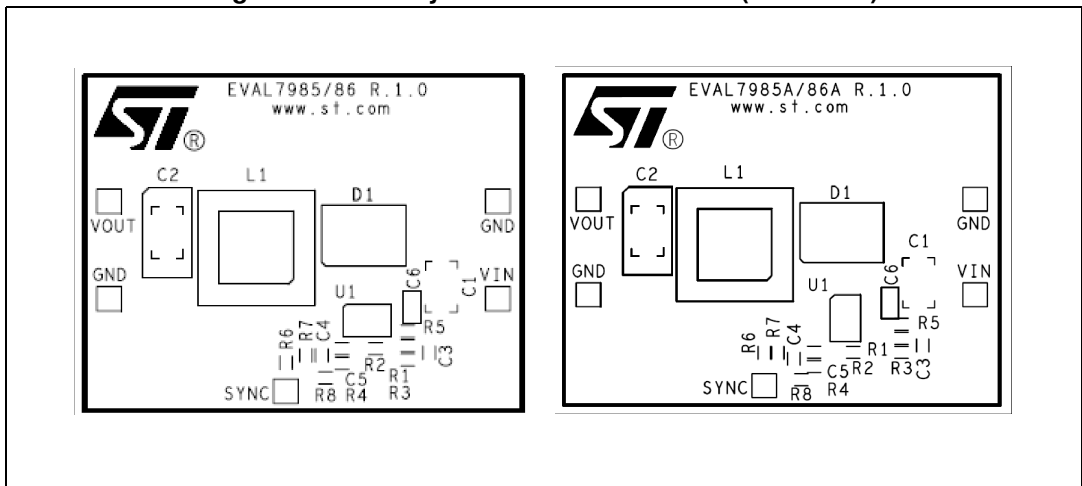 EVAL7985/86 R.1.0
www.st.com
ST®
C2
L1
D1
VOUT
GND
GND
VIN
C6
C1
U1
R6
R7
C4
R5
R2
C3
C5
R1
SYNC
R8
R4
R3
EVAL7985A/86A R.1.0
www.st.com
ST®
C2
L1
D1
VOUT
GND
C1
GND
VIN
C6
U1
R6
R7
C4
R5
R1
C3
R2
R3
C5
SYNC
R8
R4